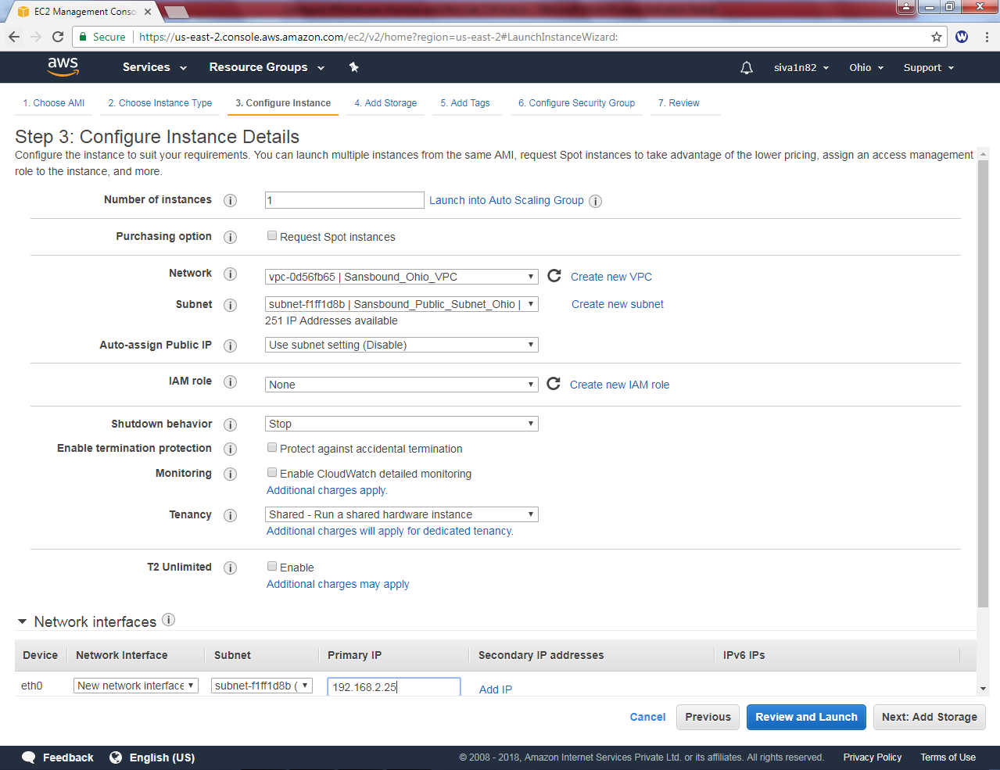 EC2 Management Conso
Secure https://us-east-2.console.aws.amazon.com/ec2/v2/home?region=us-east-2#LaunchInstanceWizard:
W
aws Services Resource Groups siva1n82 Ohio Support
1. Choose AMI 2. Choose Instance Type 3. Configure Instance 4. Add Storage 5. Add Tags 6. Configure Security Group 7. Review
Step 3: Configure Instance Details
Configure the instance to suit your requirements. You can launch multiple instances from the same AMI, request Spot instances to take advantage of the lower pricing, assign an access management
role to the instance, and more.
Number of instances i 1 Launch into Auto Scaling Group i
Purchasing option i Request Spot instances
Network i vpc-0d56fb65 | Sansbound_Ohio_VPC Create new VPC
Subnet i subnet-f1ff1d8b | Sansbound_Public_Subnet_Ohio | Create new subnet
251 IP Addresses available
Auto-assign Public IP i Use subnet setting (Disable)
IAM role i None Create new IAM role
Shutdown behavior i Stop
Enable termination protection i Protect against accidental termination
Monitoring i Enable CloudWatch detailed monitoring
Additional charges apply.
Tenancy i Shared - Run a shared hardware instance
Additional charges will apply for dedicated tenancy.
T2 Unlimited i Enable
Additional charges may apply
Network interfaces i
Device Network Interface Subnet Primary IP Secondary IP addresses IPv6 IPs
eth0 New network interface subnet-f1ff1d8b ( 192.168.2.25 Add IP
Cancel Previous Review and Launch Next: Add Storage
Feedback English (US) © 2008 - 2018, Amazon Internet Services Private Ltd. or its affiliates. All rights reserved. Privacy Policy Terms of Use